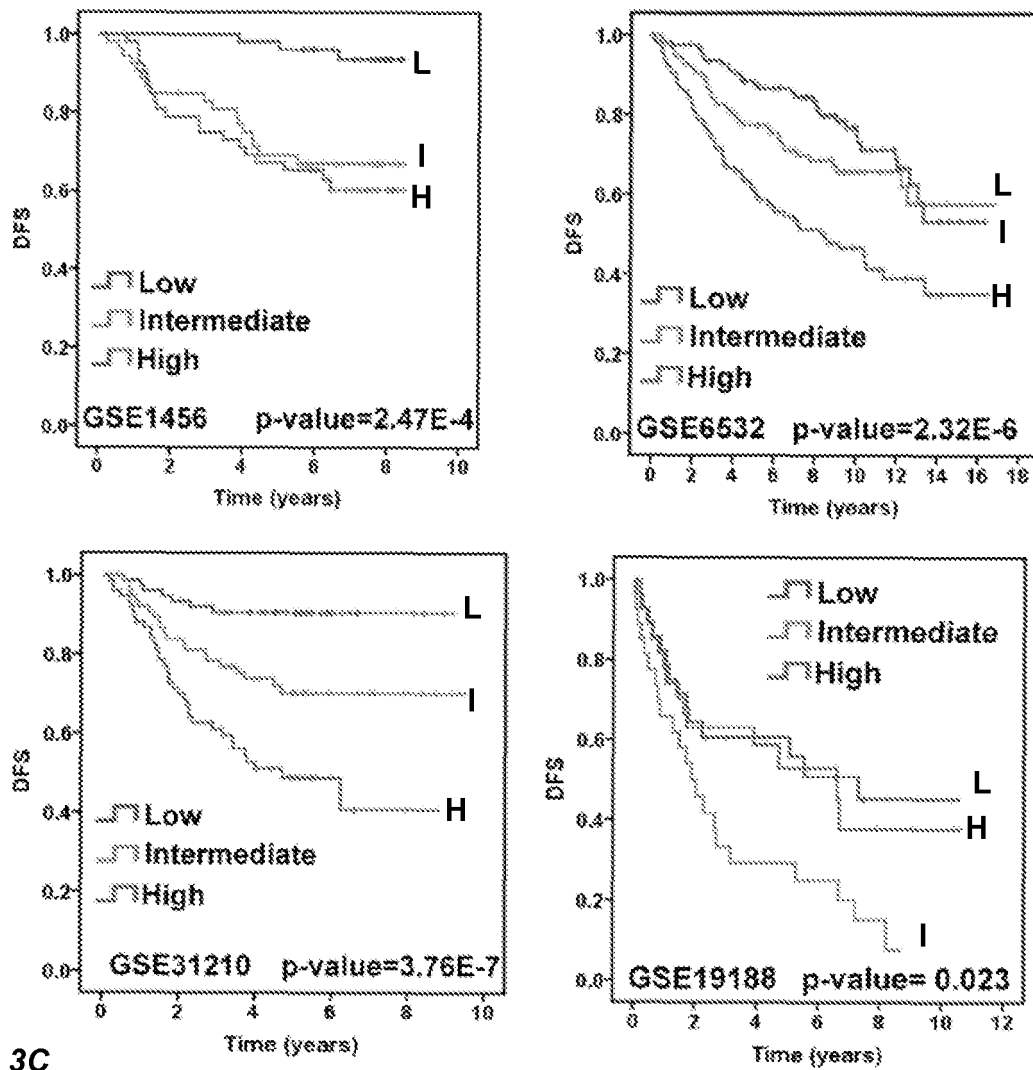 1.0
0.8
0.6
0.4
0.2
0.0
DFS
L
I
H
Low
Intermediate
High
GSE1456 p-value=2.47E-4
0 2 4 6 8 10
Time (years)
1.0
0.8
0.6
0.4
0.2
0.0
DFS
L
I
H
Low
Intermediate
High
GSE6532 p-value=2.32E-6
0 2 4 6 8 10 12 14 16 18
Time (years)
1.0
0.8
0.6
0.4
0.2
0.0
DFS
L
I
H
Low
Intermediate
High
GSE31210 p-value=3.76E-7
0 2 4 6 8 10
Time (years)
1.0
0.8
0.6
0.4
0.2
0.0
DFS
Low
Intermediate
High
L
H
I
GSE19188 p-value= 0.023
0 2 4 6 8 10 12
Time (years)
3C